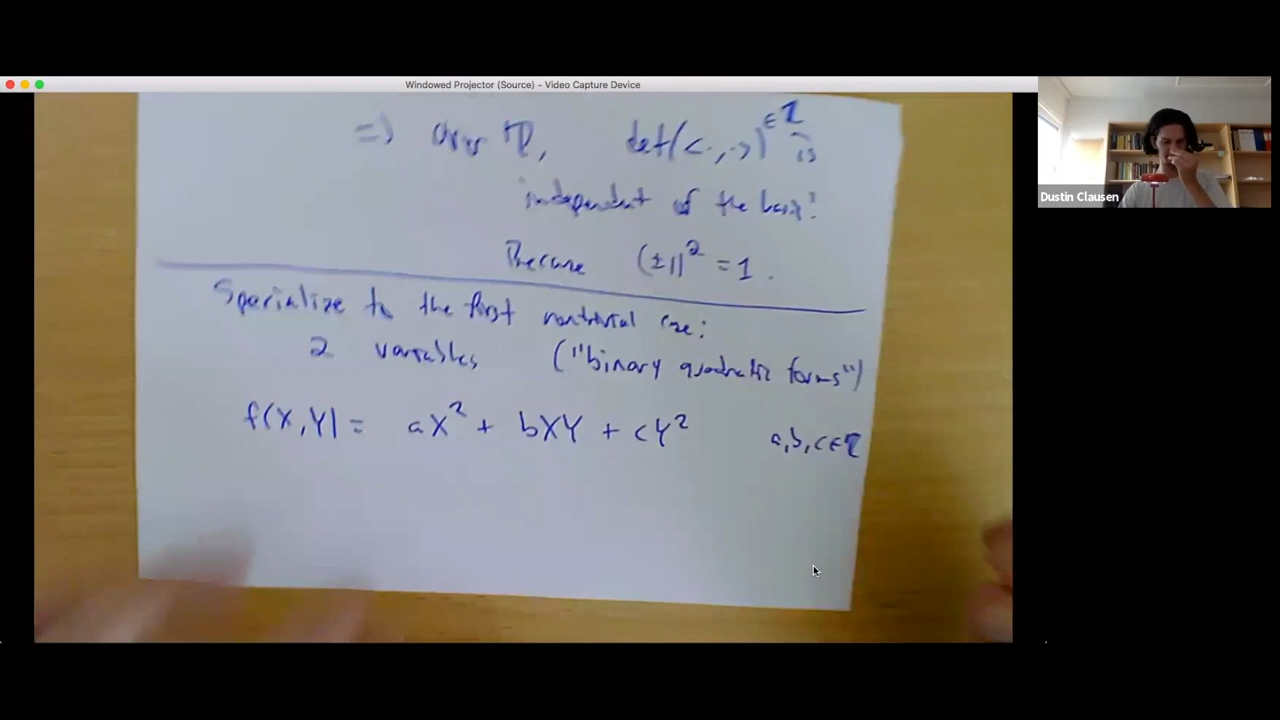 Windowed Projector (Source) - Video Capture Device
=> over ℤ, det(<·,·>) ∈ ℤ is
independent of the basis!
Because (±1)² = 1.
Specialize to the first nontrivial case:
2 variables ("binary quadratic forms")
f(X,Y) = aX² + bXY + cY² a,b,c∈ℤ
Dustin Clausen